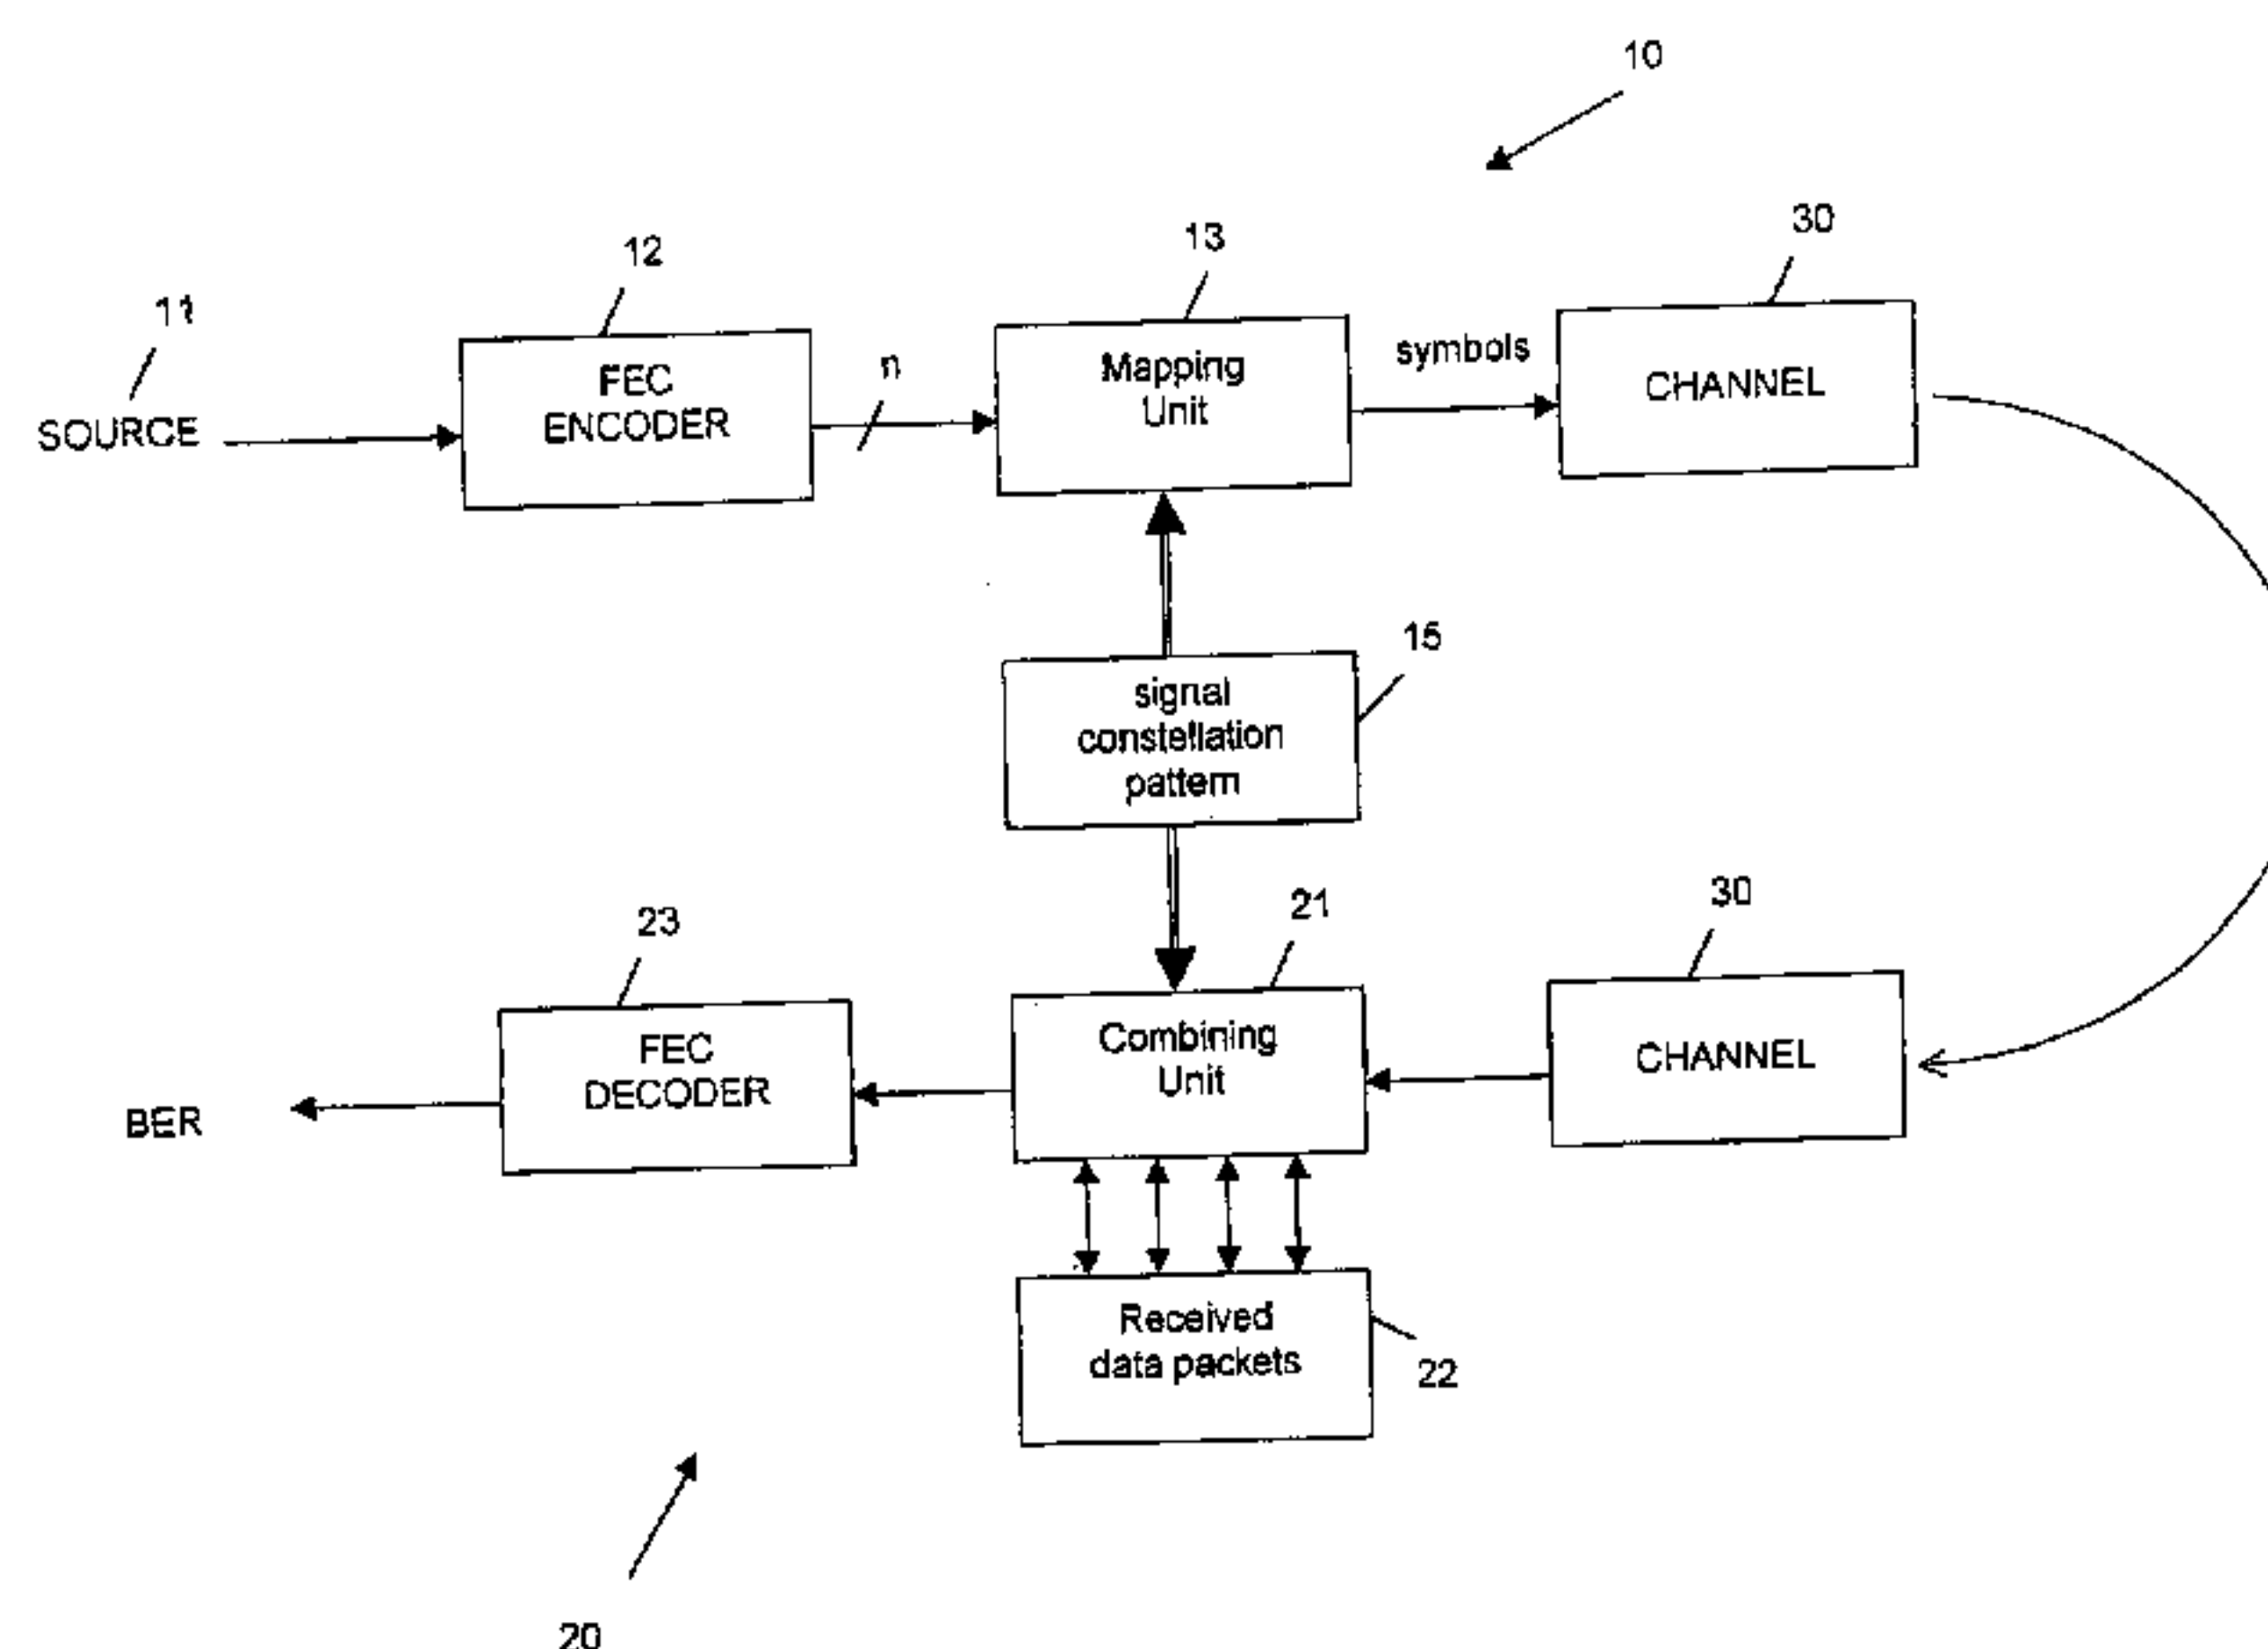 10
30
13
12
11
SOURCE
FEC
ENCODER
n
Mapping
Unit
symbols
CHANNEL
15
signal
constellation
pattern
30
21
23
FEC
DECODER
BER
Combining
Unit
CHANNEL
Received
data packets
22
20